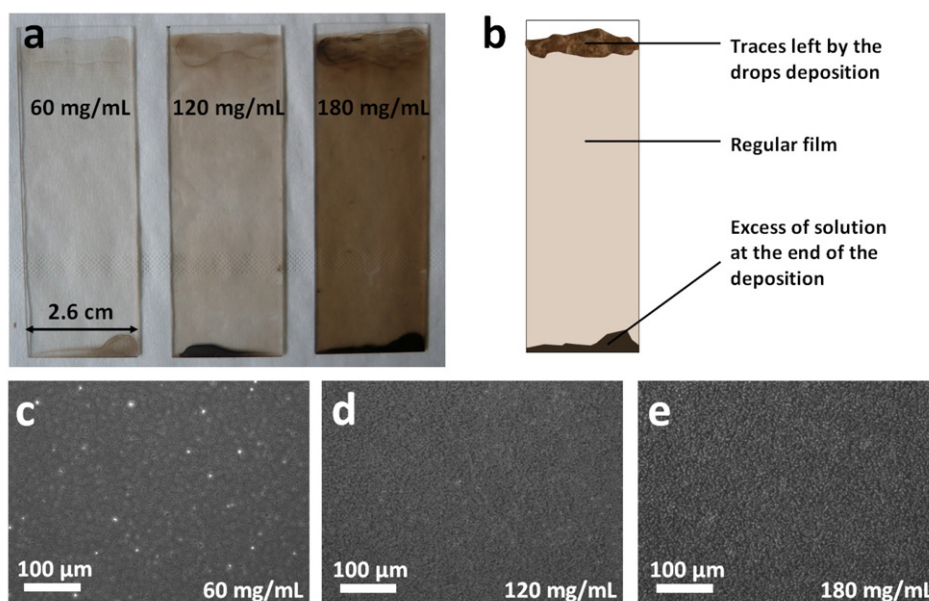 a
60 mg/mL
120 mg/mL
180 mg/mL
2.6 cm
b
Traces left by the
drops deposition
Regular film
Excess of solution
at the end of the
deposition
c
100 µm
60 mg/mL
d
100 µm
120 mg/mL
e
100 µm
180 mg/mL